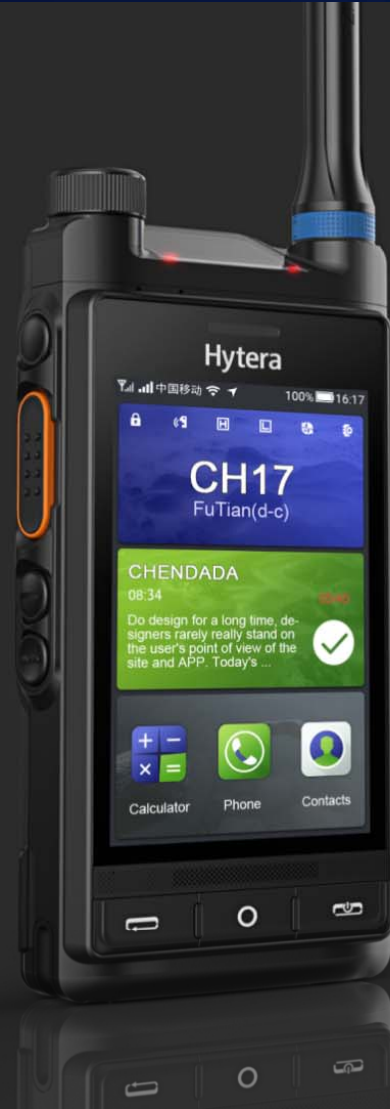 Hytera
中国移动 100% 16:17
CH17
FuTian(d-c)
CHENDADA
08:34
Do design for a long time, de-
signers rarely really stand on
the user's point of view of the
site and APP. Today's ...
Calculator Phone Contacts